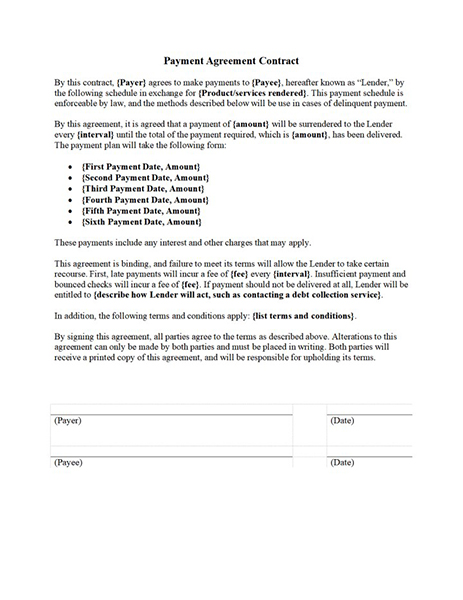 Payment Agreement Contract
By this contract, {Payer} agrees to make payments to {Payee}, hereafter known as “Lender,” by
the following schedule in exchange for {Product/services rendered}. This payment schedule is
enforceable by law, and the methods described below will be use in cases of delinquent payment.
By this agreement, it is agreed that a payment of {amount} will be surrendered to the Lender
every {interval} until the total of the payment required, which is {amount}, has been delivered.
The payment plan will take the following form:
• {First Payment Date, Amount}
• {Second Payment Date, Amount}
• {Third Payment Date, Amount}
• {Fourth Payment Date, Amount}
• {Fifth Payment Date, Amount}
• {Sixth Payment Date, Amount}
These payments include any interest and other charges that may apply.
This agreement is binding, and failure to meet its terms will allow the Lender to take certain
recourse. First, late payments will incur a fee of {fee} every {interval}. Insufficient payment and
bounced checks will incur a fee of {fee}. If payment should not be delivered at all, Lender will be
entitled to {describe how Lender will act, such as contacting a debt collection service}.
In addition, the following terms and conditions apply: {list terms and conditions}.
By signing this agreement, all parties agree to the terms as described above. Alterations to this
agreement can only be made by both parties and must be placed in writing. Both parties will
receive a printed copy of this agreement, and will be responsible for upholding its terms.
(Payer) (Date)
(Payee) (Date)